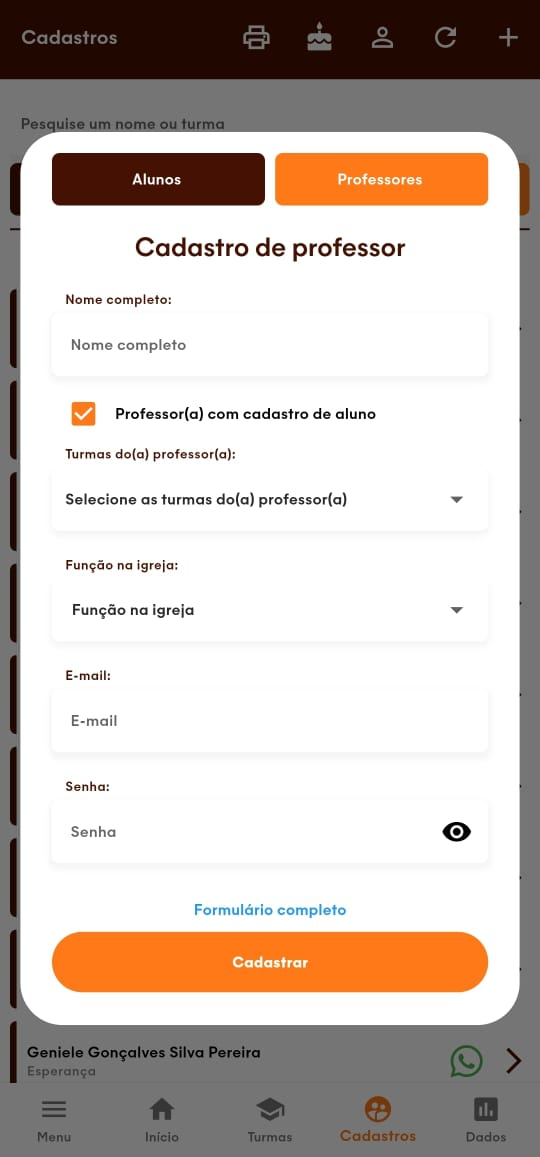 Cadastros
Pesquise um nome ou turma
Alunos
Professores
Cadastro de professor
Nome completo:
Nome completo
Professor(a) com cadastro de aluno
Turmas do(a) professor(a):
Selecione as turmas do(a) professor(a)
Função na igreja:
Função na igreja
E-mail:
E-mail
Senha:
Senha
Formulário completo
Cadastrar
Geniele Gonçalves Silva Pereira
Esperança
Menu
Início
Turmas
Cadastros
Dados